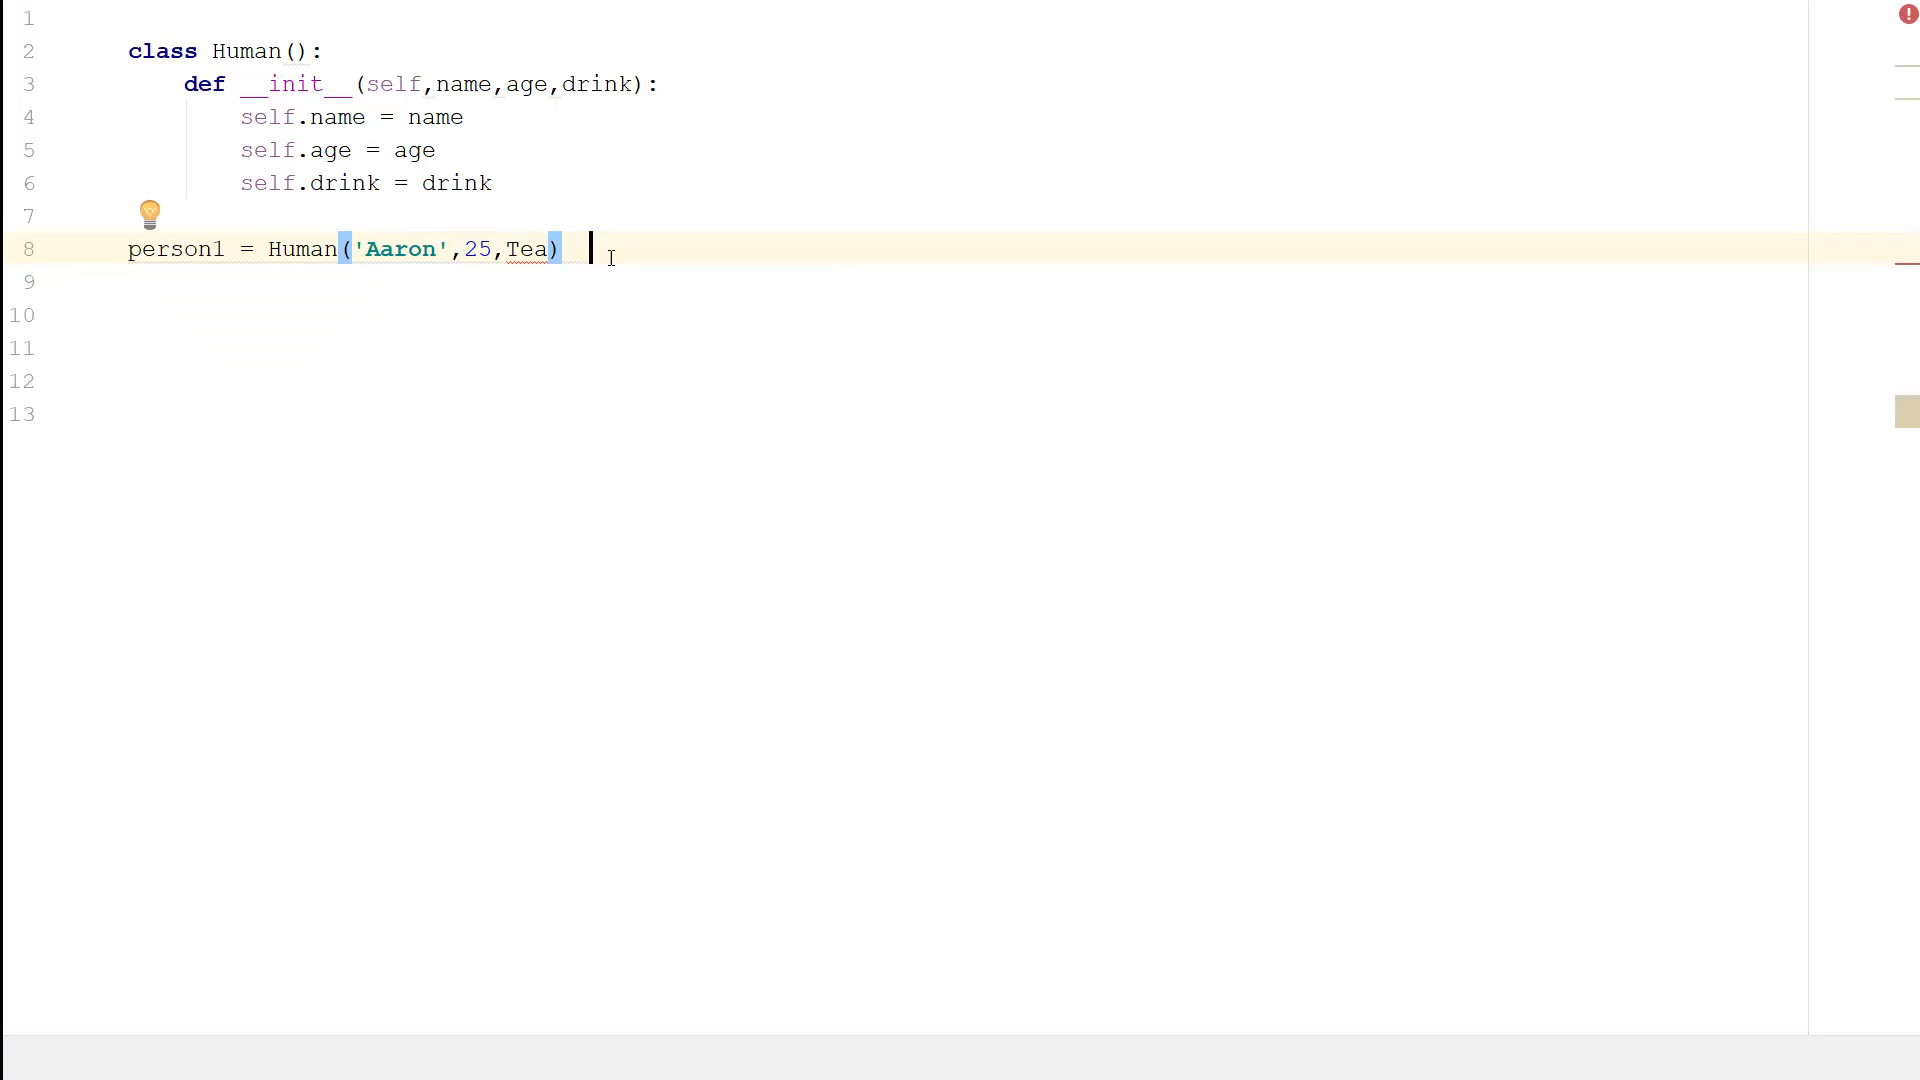 1
2 class Human():
3 def __init__(self,name,age,drink):
4 self.name = name
5 self.age = age
6 self.drink = drink
7
8 person1 = Human('Aaron',25,Tea)
9
10
11
12
13